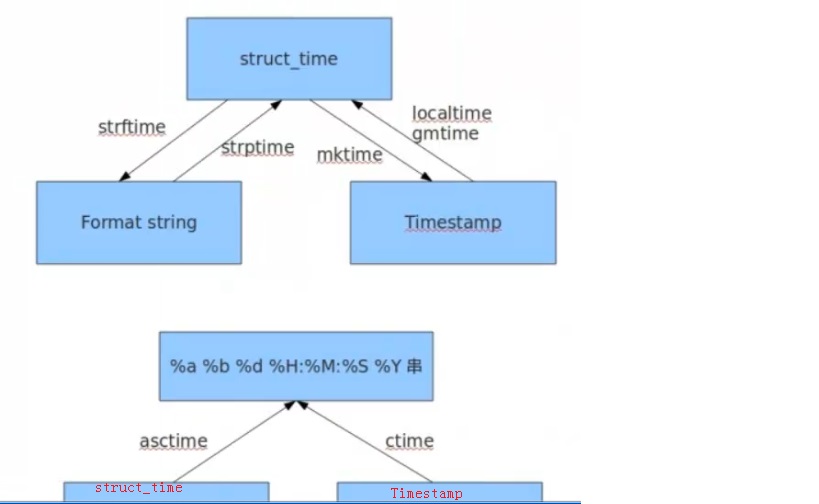 struct_time
strftime
strptime
mktime
localtime
gmtime
Format string
Timestamp
%a %b %d %H:%M:%S %Y 串
asctime
ctime
struct_time
Timestamp